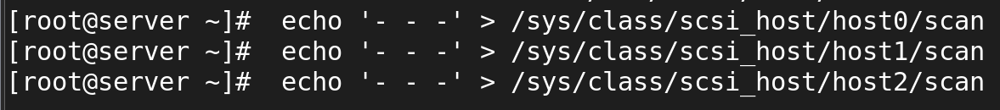 [root@server ~]#  echo '- - -' > /sys/class/scsi_host/host0/scan
[root@server ~]#  echo '- - -' > /sys/class/scsi_host/host1/scan
[root@server ~]#  echo '- - -' > /sys/class/scsi_host/host2/scan